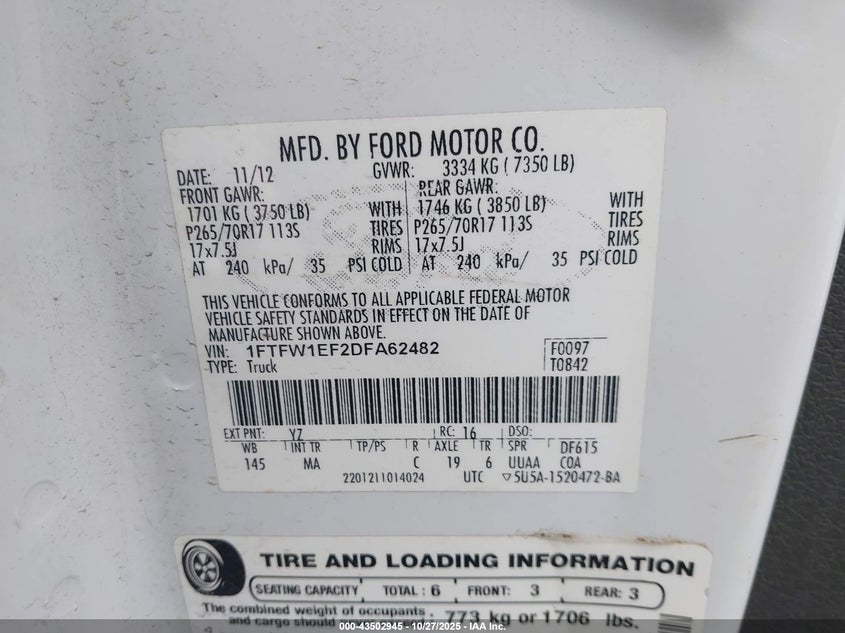 MFD. BY FORD MOTOR CO.
DATE: 11/12 GVWR: 3334 KG ( 7350 LB)
FRONT GAWR: REAR GAWR:
1701 KG ( 3750 LB) WITH 1746 KG ( 3850 LB) WITH
P265/70R17 113S TIRES P265/70R17 113S TIRES
17x7.5J RIMS 17x7.5J RIMS
AT 240 kPa/ 35 PSI COLD AT 240 kPa/ 35 PSI COLD
THIS VEHICLE CONFORMS TO ALL APPLICABLE FEDERAL MOTOR
VEHICLE SAFETY STANDARDS IN EFFECT ON THE DATE OF
MANUFACTURE SHOWN ABOVE.
VIN: 1FTFW1EF2DFA62482 F0097
TYPE: Truck T0842
EXT PNT: YZ RC: 16 DSO:
WB INT TR TP/PS R AXLE TR SPR DF615
145 MA C 19 6 UUAA COA
2201211014024 UTC ▽5U5A-1520472-BA
TIRE AND LOADING INFORMATION
SEATING CAPACITY TOTAL : 6 FRONT: 3 REAR: 3
The combined weight of occupants
and cargo should 773 kg or 1706 lbs.
000-43502945 - 10/27/2025 - IAA Inc.